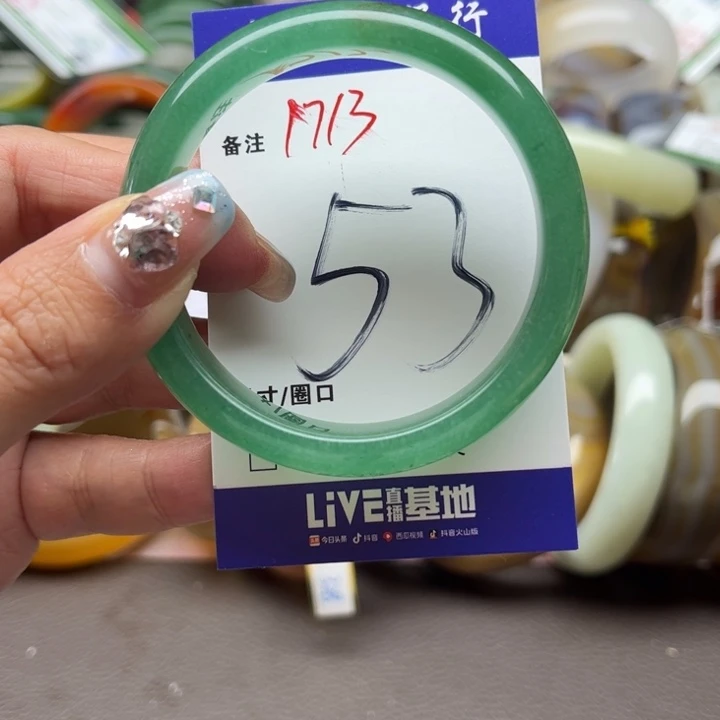 行
备注 M13
53
寸/圈口
LiVE直播基地
今日头条 抖音 西瓜视频 抖音火山版